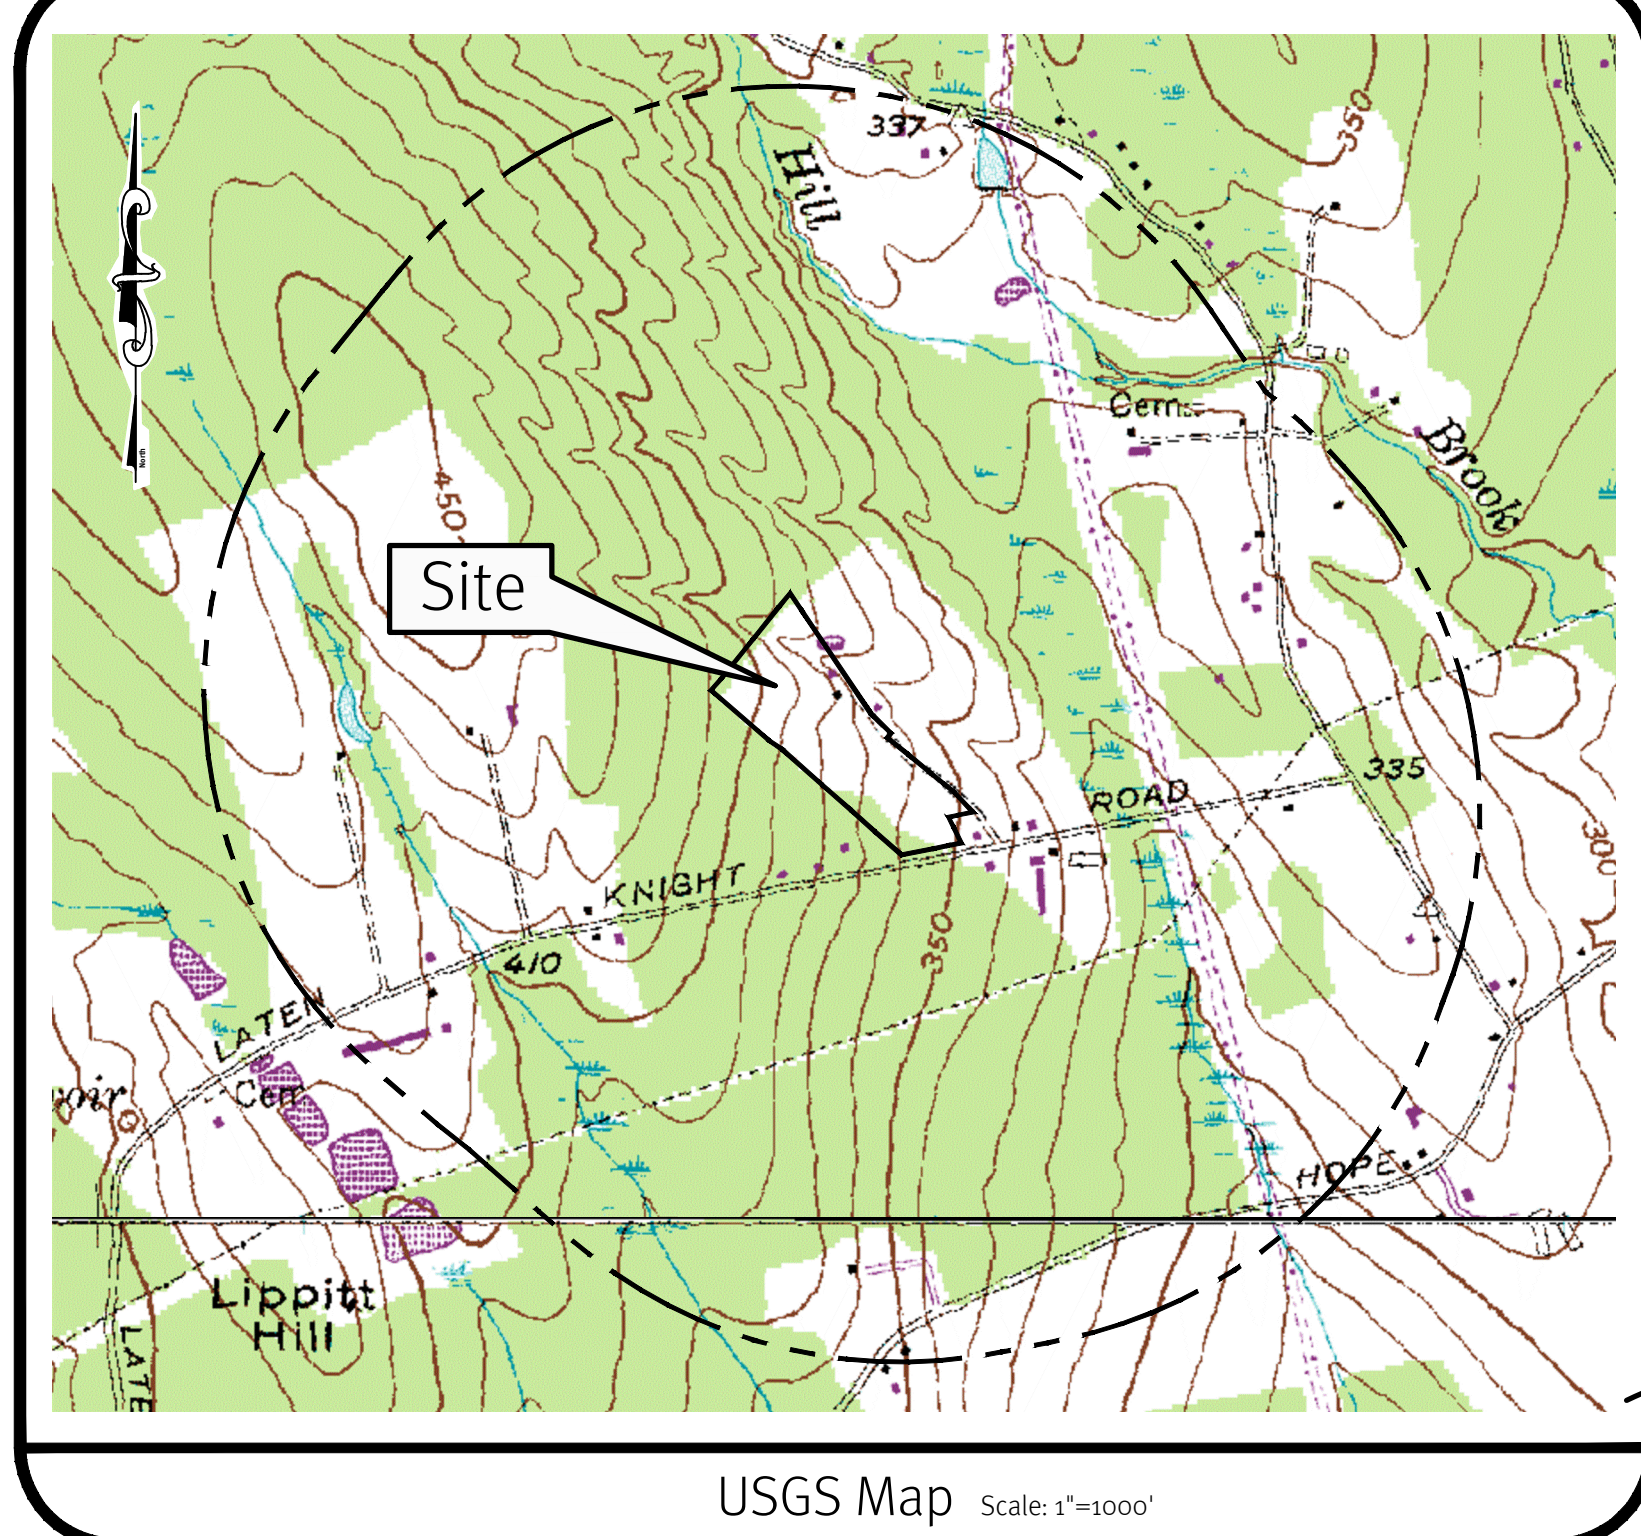 337
350
Hill
North
Cem
Brook
450
Site
335
ROAD
300
KNIGHT
350
410
LATEN
Cem
HOPE
Lippitt
Hill
LATE
USGS Map Scale: 1"=1000'